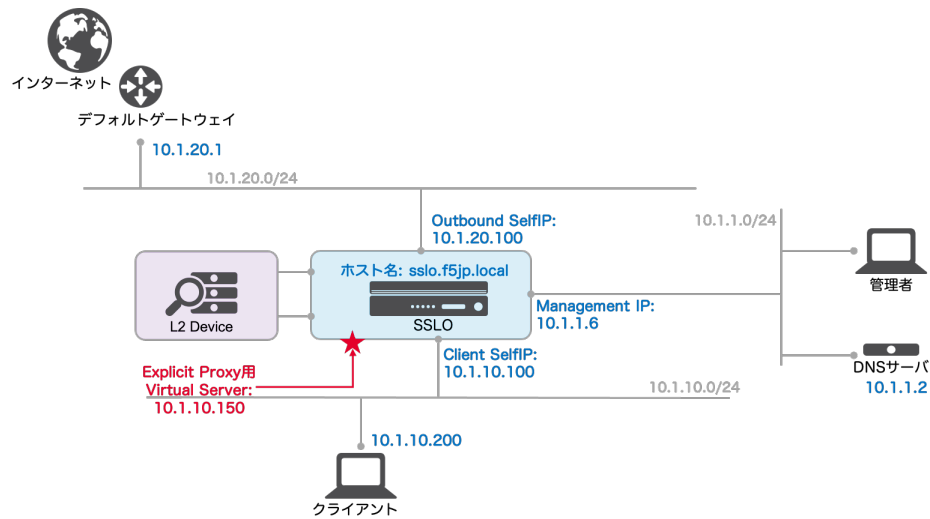 インターネット
デフォルトゲートウェイ
10.1.20.1
10.1.20.0/24
Outbound SelfIP:
10.1.20.100
10.1.1.0/24
ホスト名: sslo.f5jp.local
管理者
L2 Device
SSLO
Management IP:
10.1.1.6
Client SelfIP:
10.1.10.100
DNSサーバ
10.1.1.2
Explicit Proxy用
Virtual Server:
10.1.10.150
10.1.10.0/24
10.1.10.200
クライアント